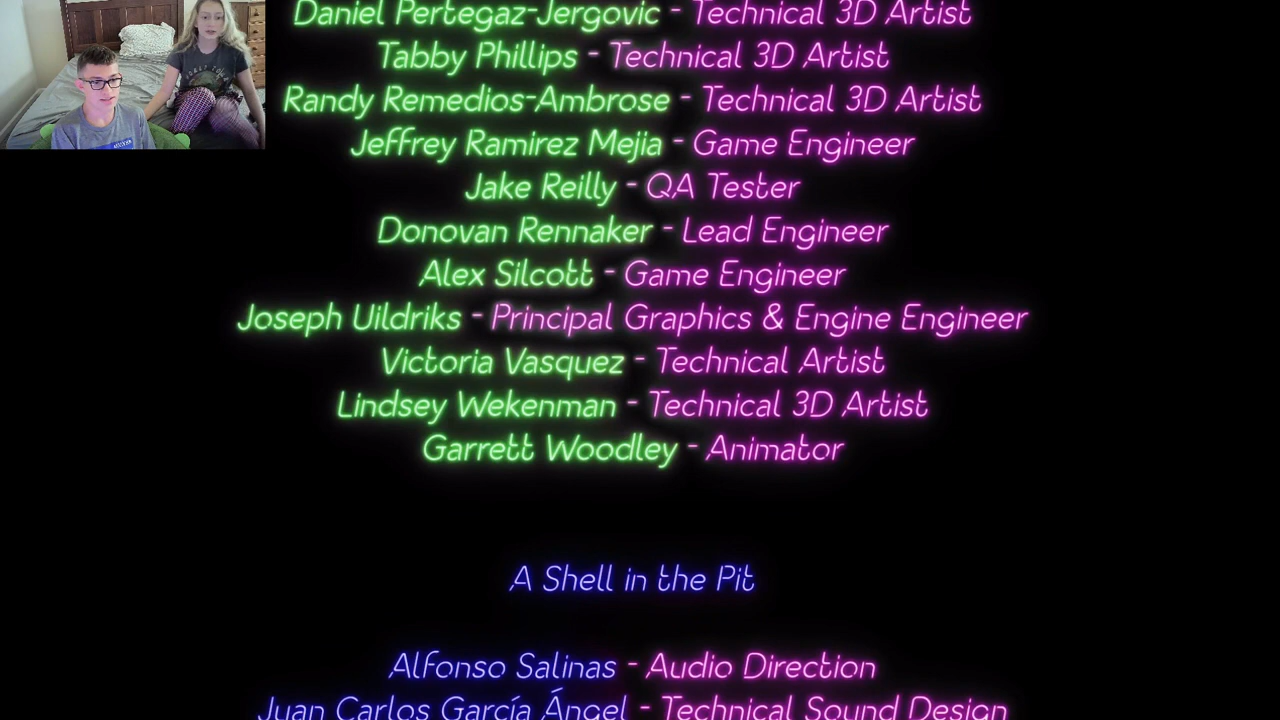 Daniel Pertegaz-Jergovic - Technical 3D Artist
Tabby Phillips - Technical 3D Artist
Randy Remedios-Ambrose - Technical 3D Artist
Jeffrey Ramirez Mejia - Game Engineer
Jake Reilly - QA Tester
Donovan Rennaker - Lead Engineer
Alex Silcott - Game Engineer
Joseph Uildriks - Principal Graphics & Engine Engineer
Victoria Vasquez - Technical Artist
Lindsey Wekenman - Technical 3D Artist
Garrett Woodley - Animator
A Shell in the Pit
Alfonso Salinas - Audio Direction
Juan Carlos García Ángel - Technical Sound Design